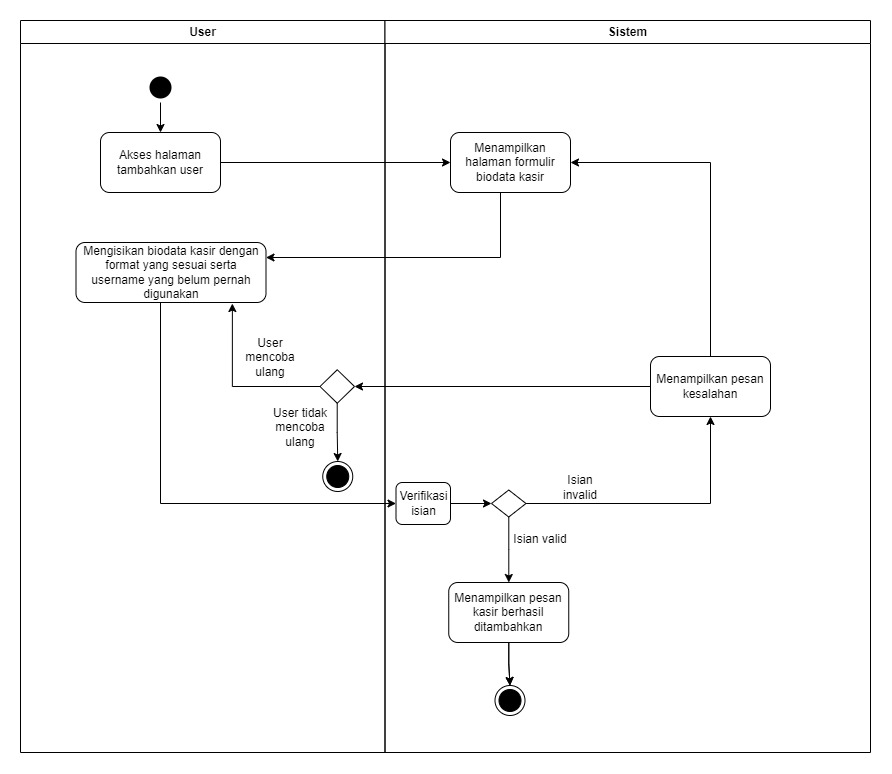 User
Sistem
Akses halaman
tambahkan user
Menampilkan
halaman formulir
biodata kasir
Mengisikan biodata kasir dengan
format yang sesuai serta
username yang belum pernah
digunakan
User
mencoba
ulang
User tidak
mencoba
ulang
Menampilkan pesan
kesalahan
Verifikasi
isian
Isian
invalid
Isian valid
Menampilkan pesan
kasir berhasil
ditambahkan